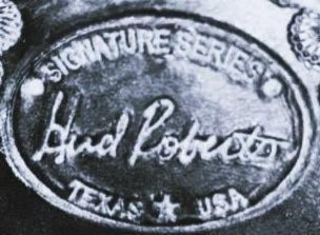 SIGNATURE SERIES
Hud Roberts
TEXAS ★ USA